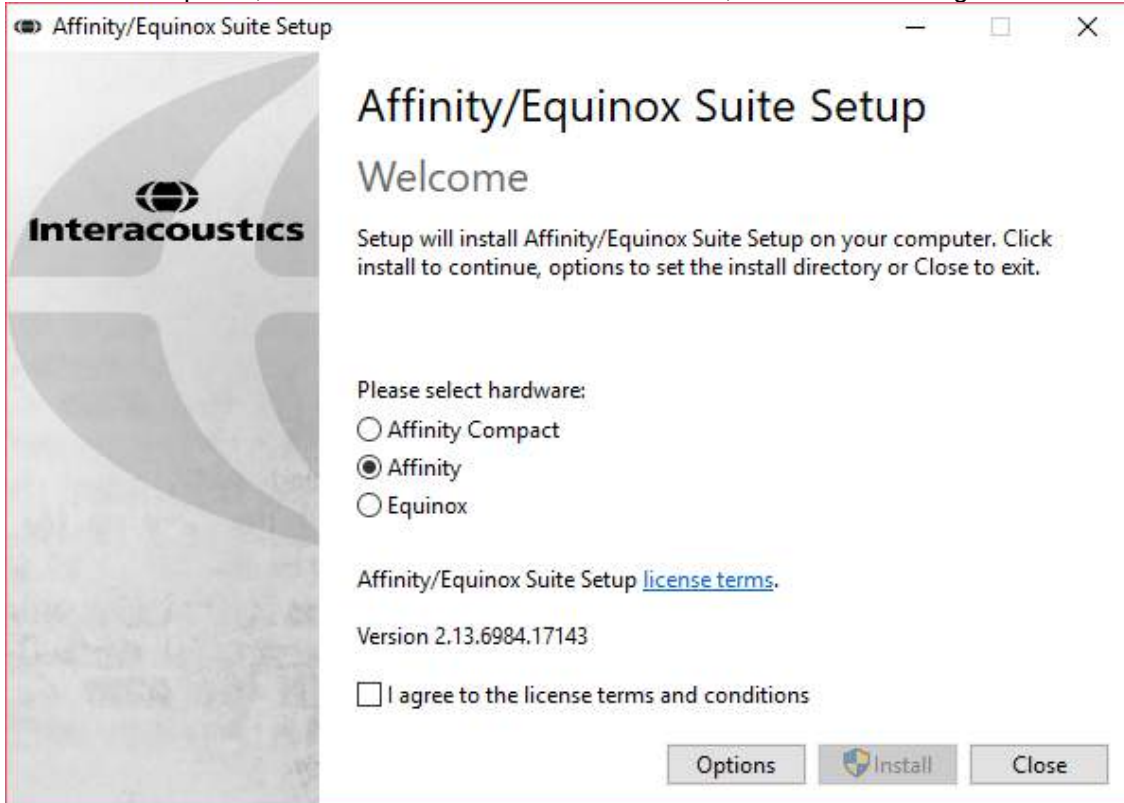 Affinity/Equinox Suite Setup
Affinity/Equinox Suite Setup
Welcome
Interacoustics
Setup will install Affinity/Equinox Suite Setup on your computer. Click
install to continue, options to set the install directory or Close to exit.
Please select hardware:
Affinity Compact
Affinity
Equinox
Affinity/Equinox Suite Setup license terms.
Version 2.13.6984.17143
I agree to the license terms and conditions
Options Install Close